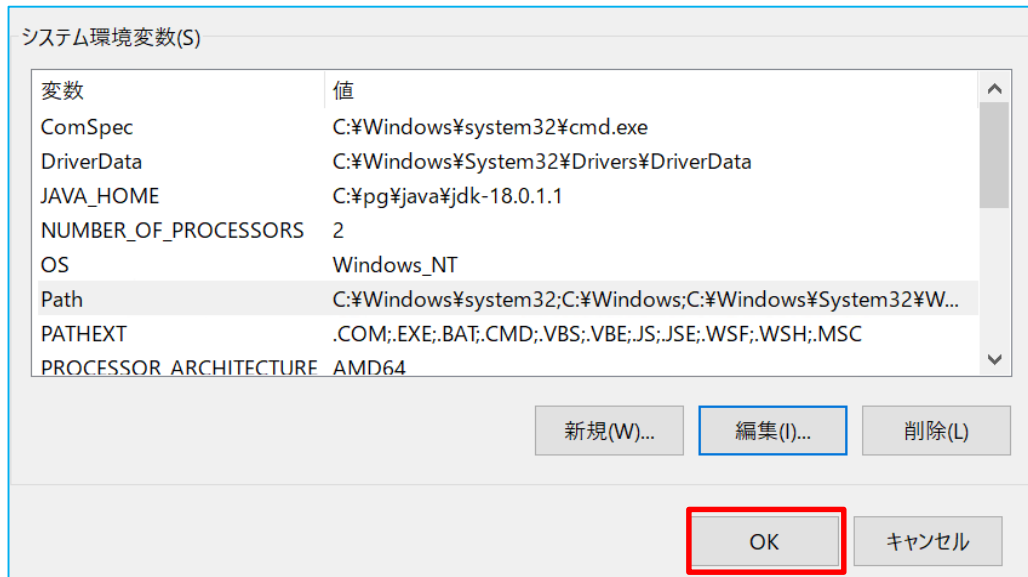 システム環境変数(S)
変数 値
ComSpec C:¥Windows¥system32¥cmd.exe
DriverData C:¥Windows¥System32¥Drivers¥DriverData
JAVA_HOME C:¥pg¥java¥jdk-18.0.1.1
NUMBER_OF_PROCESSORS 2
OS Windows_NT
Path C:¥Windows¥system32;C:¥Windows;C:¥Windows¥System32¥W...
PATHEXT .COM;.EXE;.BAT;.CMD;.VBS;.VBE;.JS;.JSE;.WSF;.WSH;.MSC
PROCESSOR_ARCHITECTURE AMD64
新規(W)... 編集(I)... 削除(L)
OK キャンセル